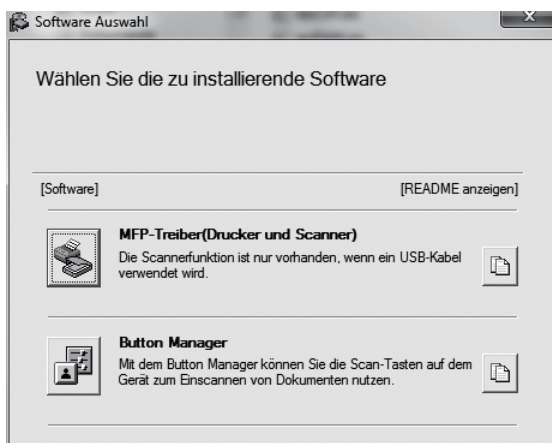 Software Auswahl
Wählen Sie die zu installierende Software
[Software] [README anzeigen]
MFP-Treiber(Drucker und Scanner)
Die Scannerfunktion ist nur vorhanden, wenn ein USB-Kabel
verwendet wird.
Button Manager
Mit dem Button Manager können Sie die Scan-Tasten auf dem
Gerät zum Einscannen von Dokumenten nutzen.